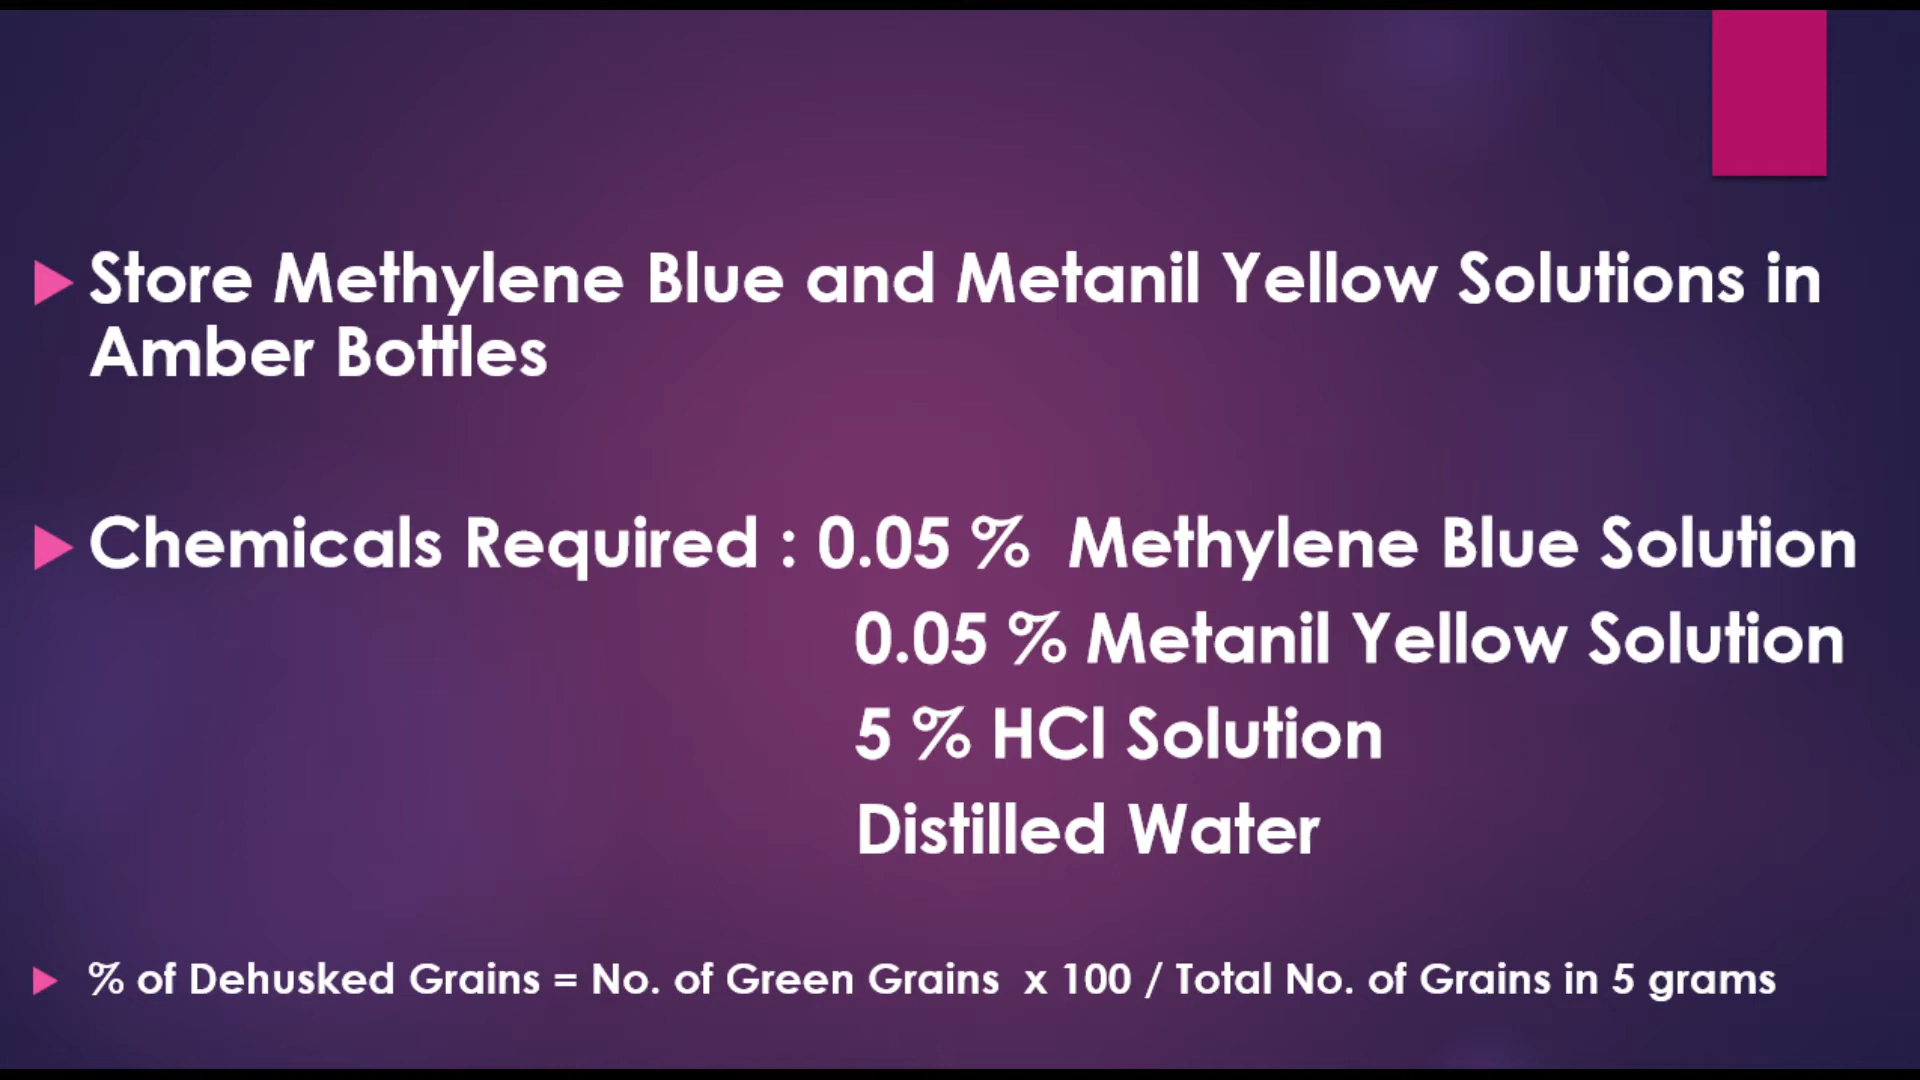 Store Methylene Blue and Metanil Yellow Solutions in
Amber Bottles
Chemicals Required : 0.05 % Methylene Blue Solution
0.05 % Metanil Yellow Solution
5 % HCl Solution
Distilled Water
% of Dehusked Grains = No. of Green Grains x 100 / Total No. of Grains in 5 grams